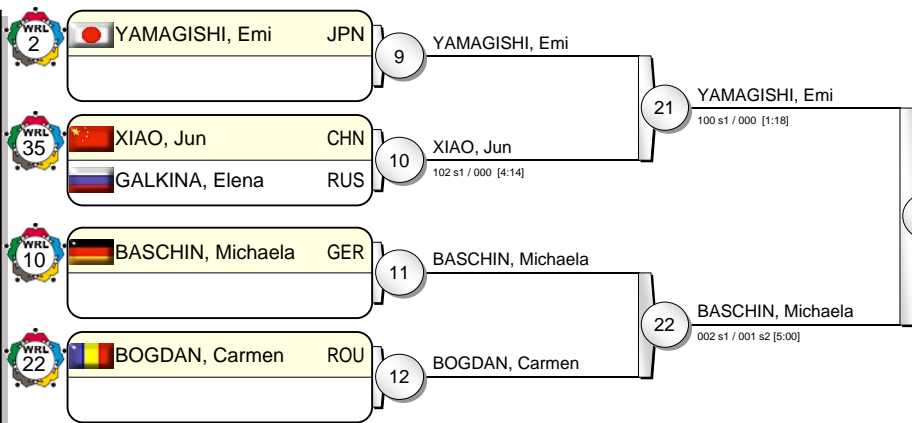 WRL 2 YAMAGISHI, Emi JPN
9 YAMAGISHI, Emi
21 YAMAGISHI, Emi
100 s1 / 000 [1:18]
WRL 35 XIAO, Jun CHN
GALKINA, Elena RUS
10 XIAO, Jun
102 s1 / 000 [4:14]
WRL 10 BASCHIN, Michaela GER
11 BASCHIN, Michaela
22 BASCHIN, Michaela
002 s1 / 001 s2 [5:00]
WRL 22 BOGDAN, Carmen ROU
12 BOGDAN, Carmen